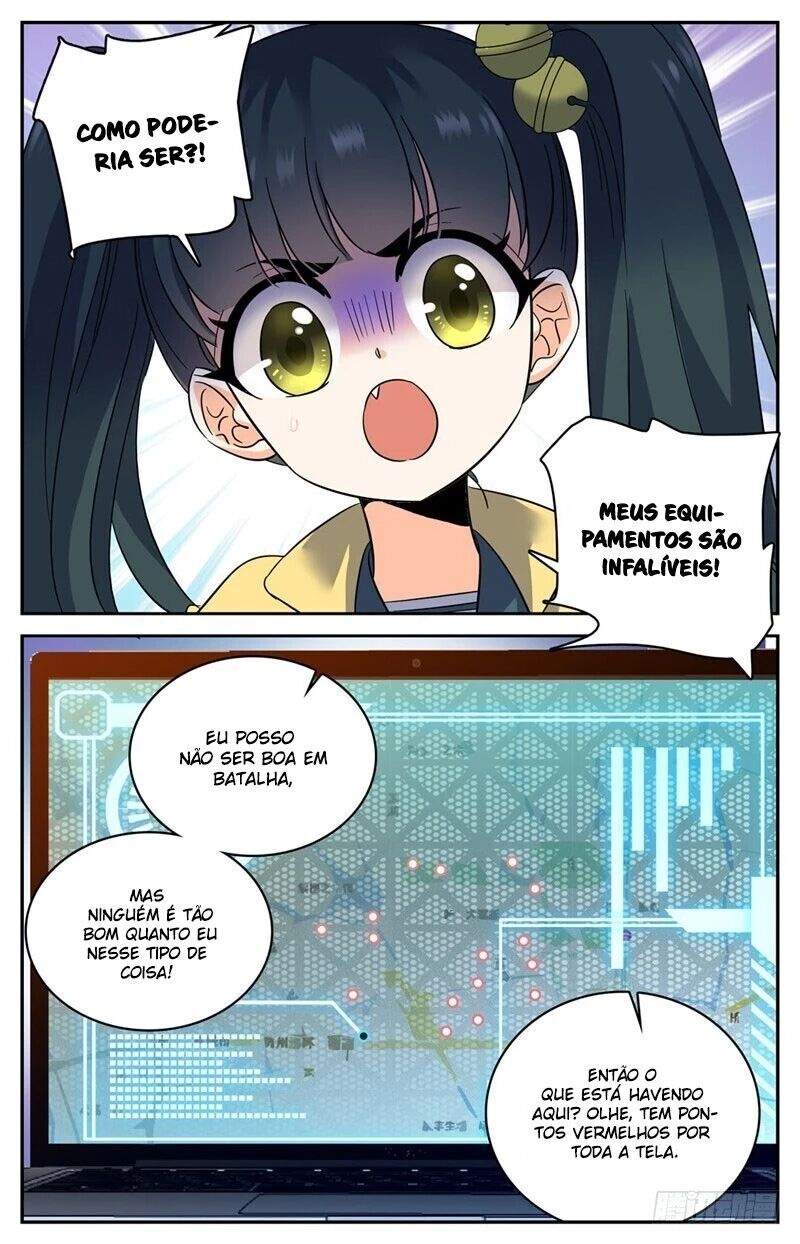 COMO PODE-
RIA SER?!
MEUS EQUI-
PAMENTOS SÃO
INFALÍVEIS!
EU POSSO
NÃO SER BOA EM
BATALHA,
MAS
NINGUÉM É TÃO
BOM QUANTO EU
NESSE TIPO DE
COISA!
ENTÃO O
QUE ESTÁ HAVENDO
AQUI? OLHE, TEM PON-
TOS VERMELHOS POR
TODA A TELA.